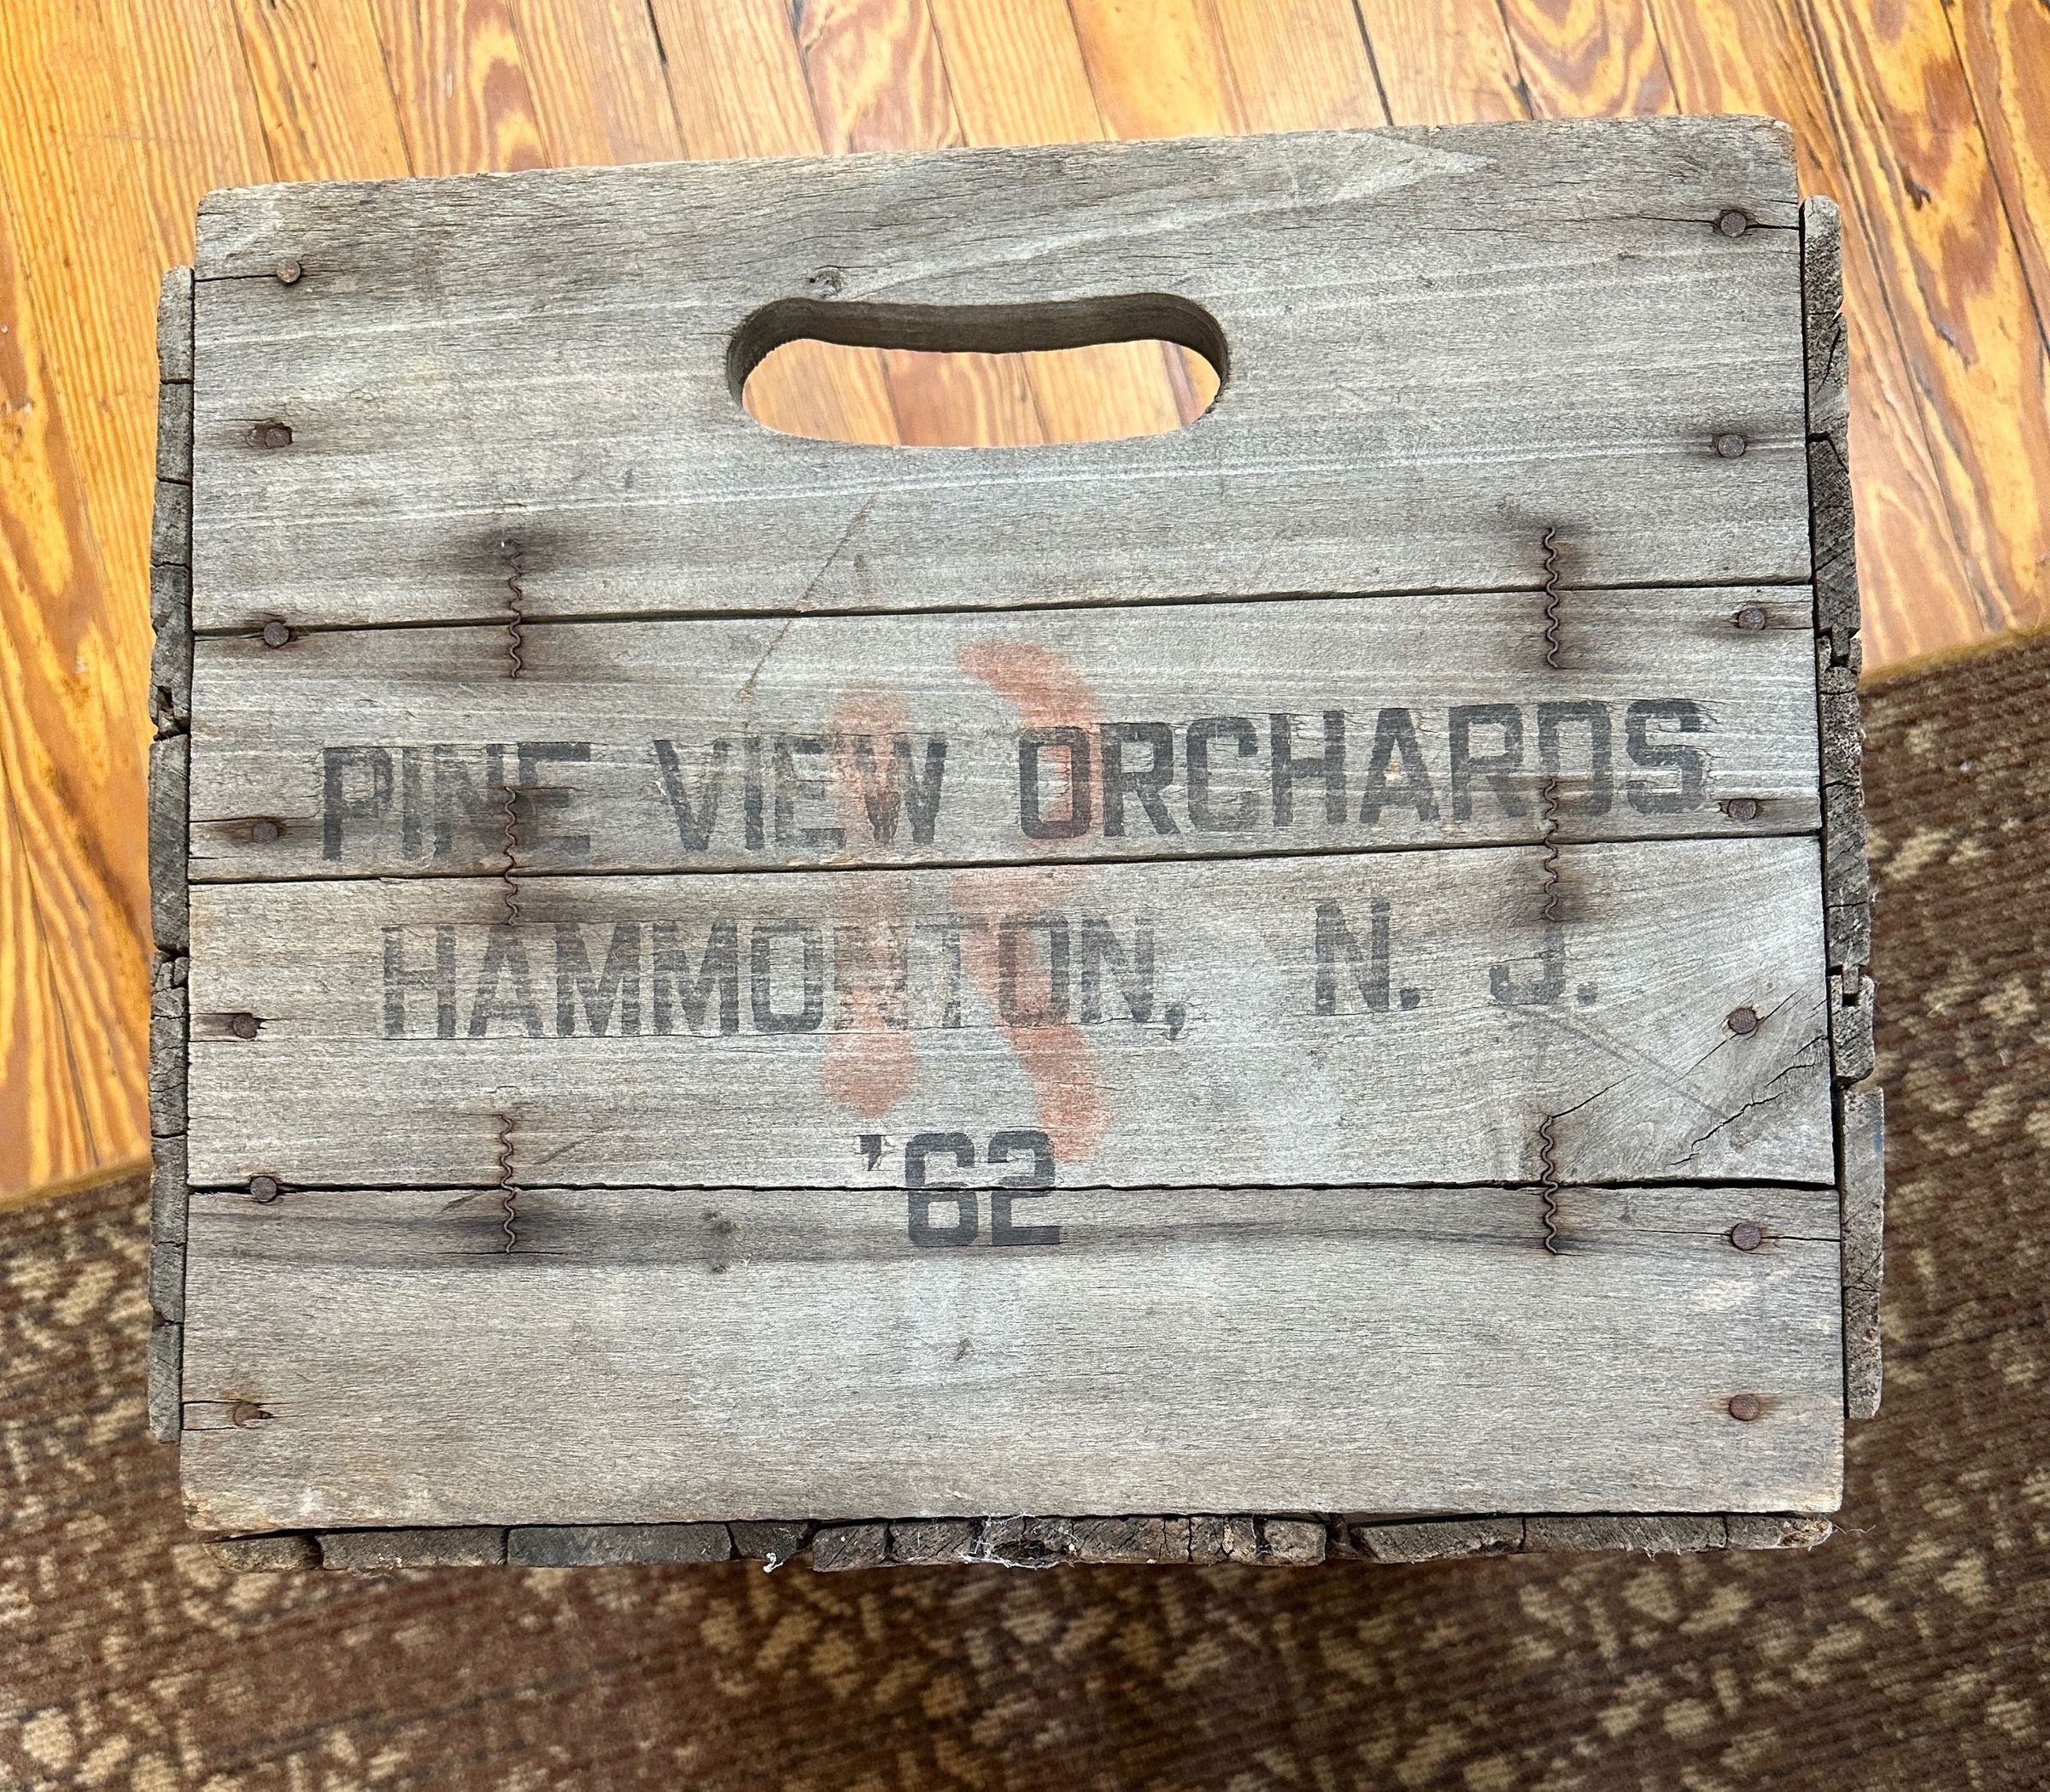 PINE VIEW ORCHARDS
HAMMONTON, N. J.
'62